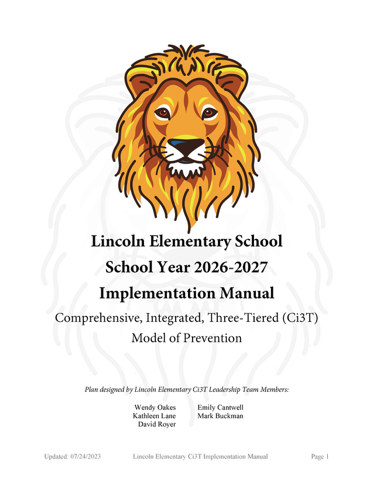 Lincoln Elementary School
School Year 2026-2027
Implementation Manual
Comprehensive, Integrated, Three-Tiered (Ci3T)
Model of Prevention
Plan designed by Lincoln Elementary Ci3T Leadership Team Members:
Wendy Oakes Emily Cantwell
Kathleen Lane Mark Buckman
David Royer
Updated: 07/24/2023 Lincoln Elementary Ci3T Implementation Manual Page 1